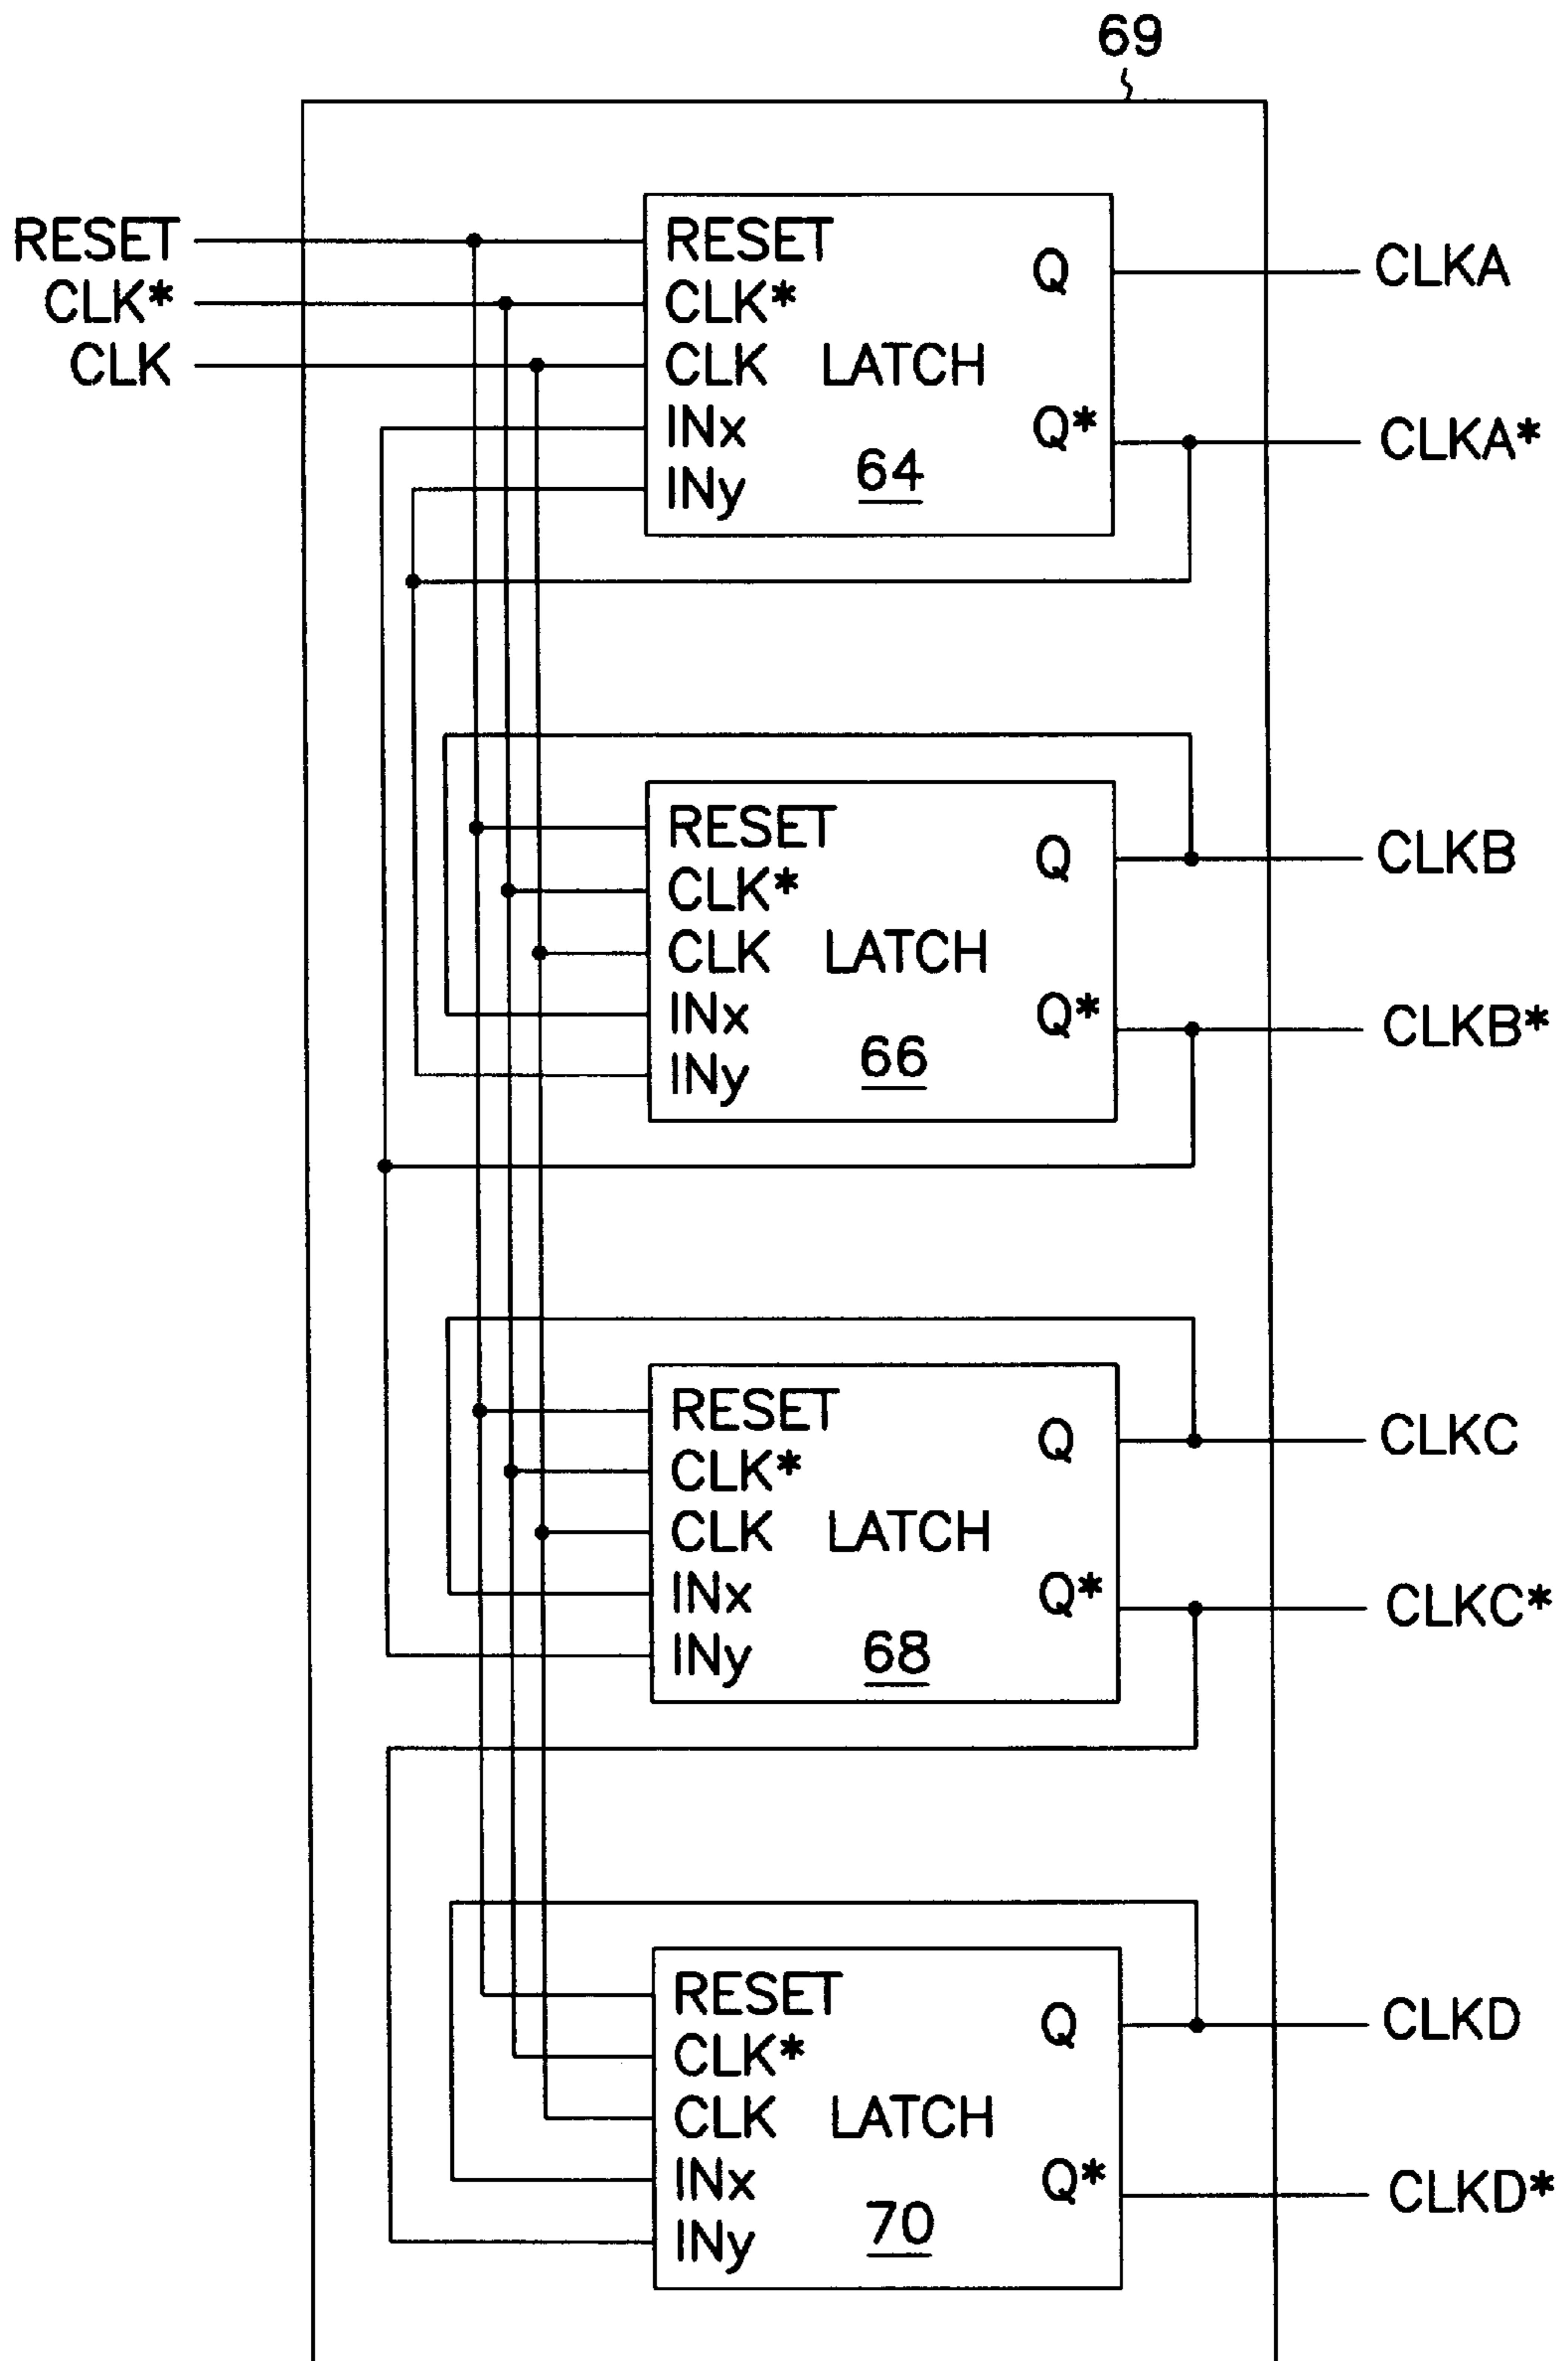 69
RESET
CLK*
CLK
RESET
CLK*
CLK LATCH
INx
INy
64
Q
Q*
CLKA
CLKA*
RESET
CLK*
CLK LATCH
INx
INy
66
Q
Q*
CLKB
CLKB*
RESET
CLK*
CLK LATCH
INx
INy
68
Q
Q*
CLKC
CLKC*
RESET
CLK*
CLK LATCH
INx
INy
70
Q
Q*
CLKD
CLKD*